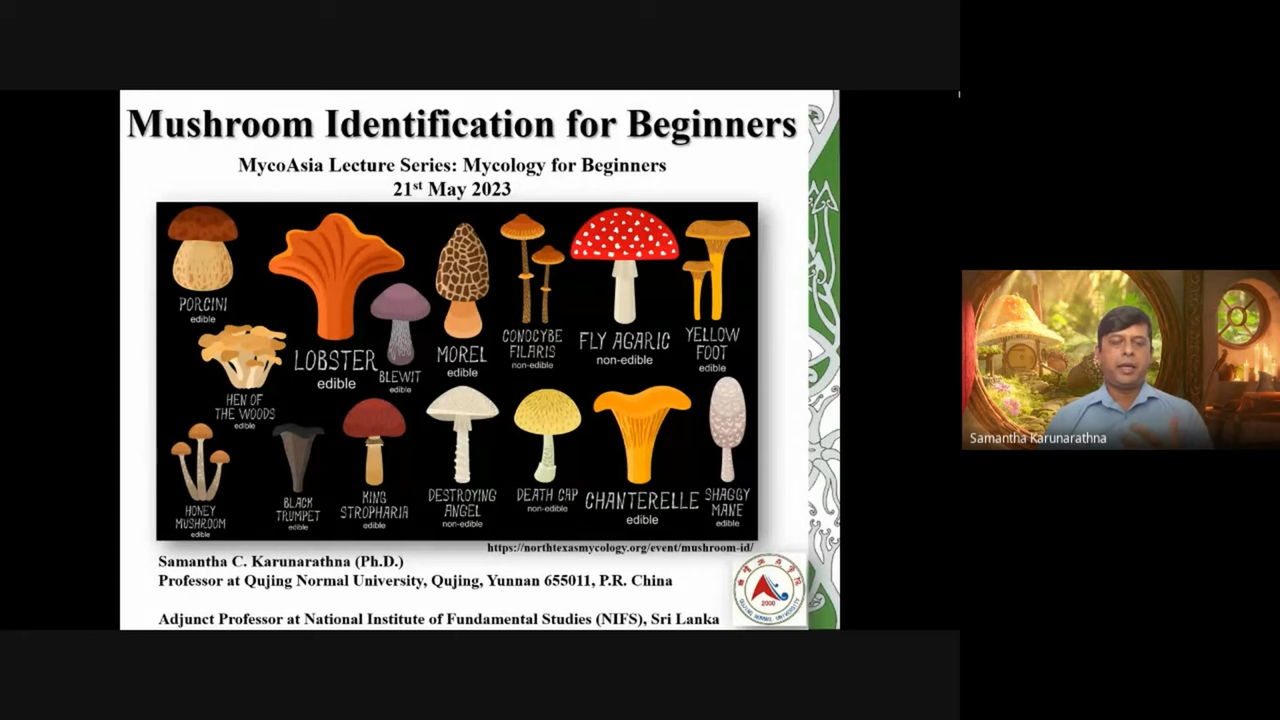 Mushroom Identification for Beginners
MycoAsia Lecture Series: Mycology for Beginners
21st May 2023
PORCINI
edible
LOBSTER
edible
BLEWIT
edible
MOREL
edible
CONOCYBE
FILARIS
non-edible
FLY AGARIC
non-edible
YELLOW
FOOT
edible
HEN OF
THE WOODS
edible
HONEY
MUSHROOM
edible
BLACK
TRUMPET
edible
KING
STROPHARIA
edible
DESTROYING
ANGEL
non-edible
DEATH CAP
non-edible
CHANTERELLE
edible
SHAGGY
MANE
edible
https://northtexasmycology.org/event/mushroom-id/
Samantha C. Karunarathna (Ph.D.)
Professor at Qujing Normal University, Qujing, Yunnan 655011, P.R. China
Adjunct Professor at National Institute of Fundamental Studies (NIFS), Sri Lanka
2000
QUJING NORMAL UNIVERSITY
Samantha Karunarathna